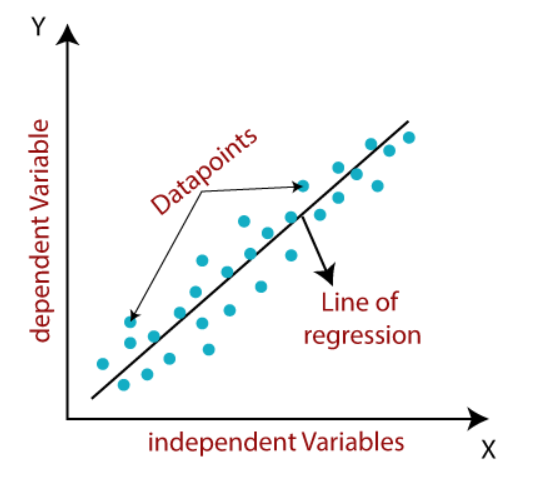 Y
dependent Variable
Datapoints
Line of
regression
independent Variables
X